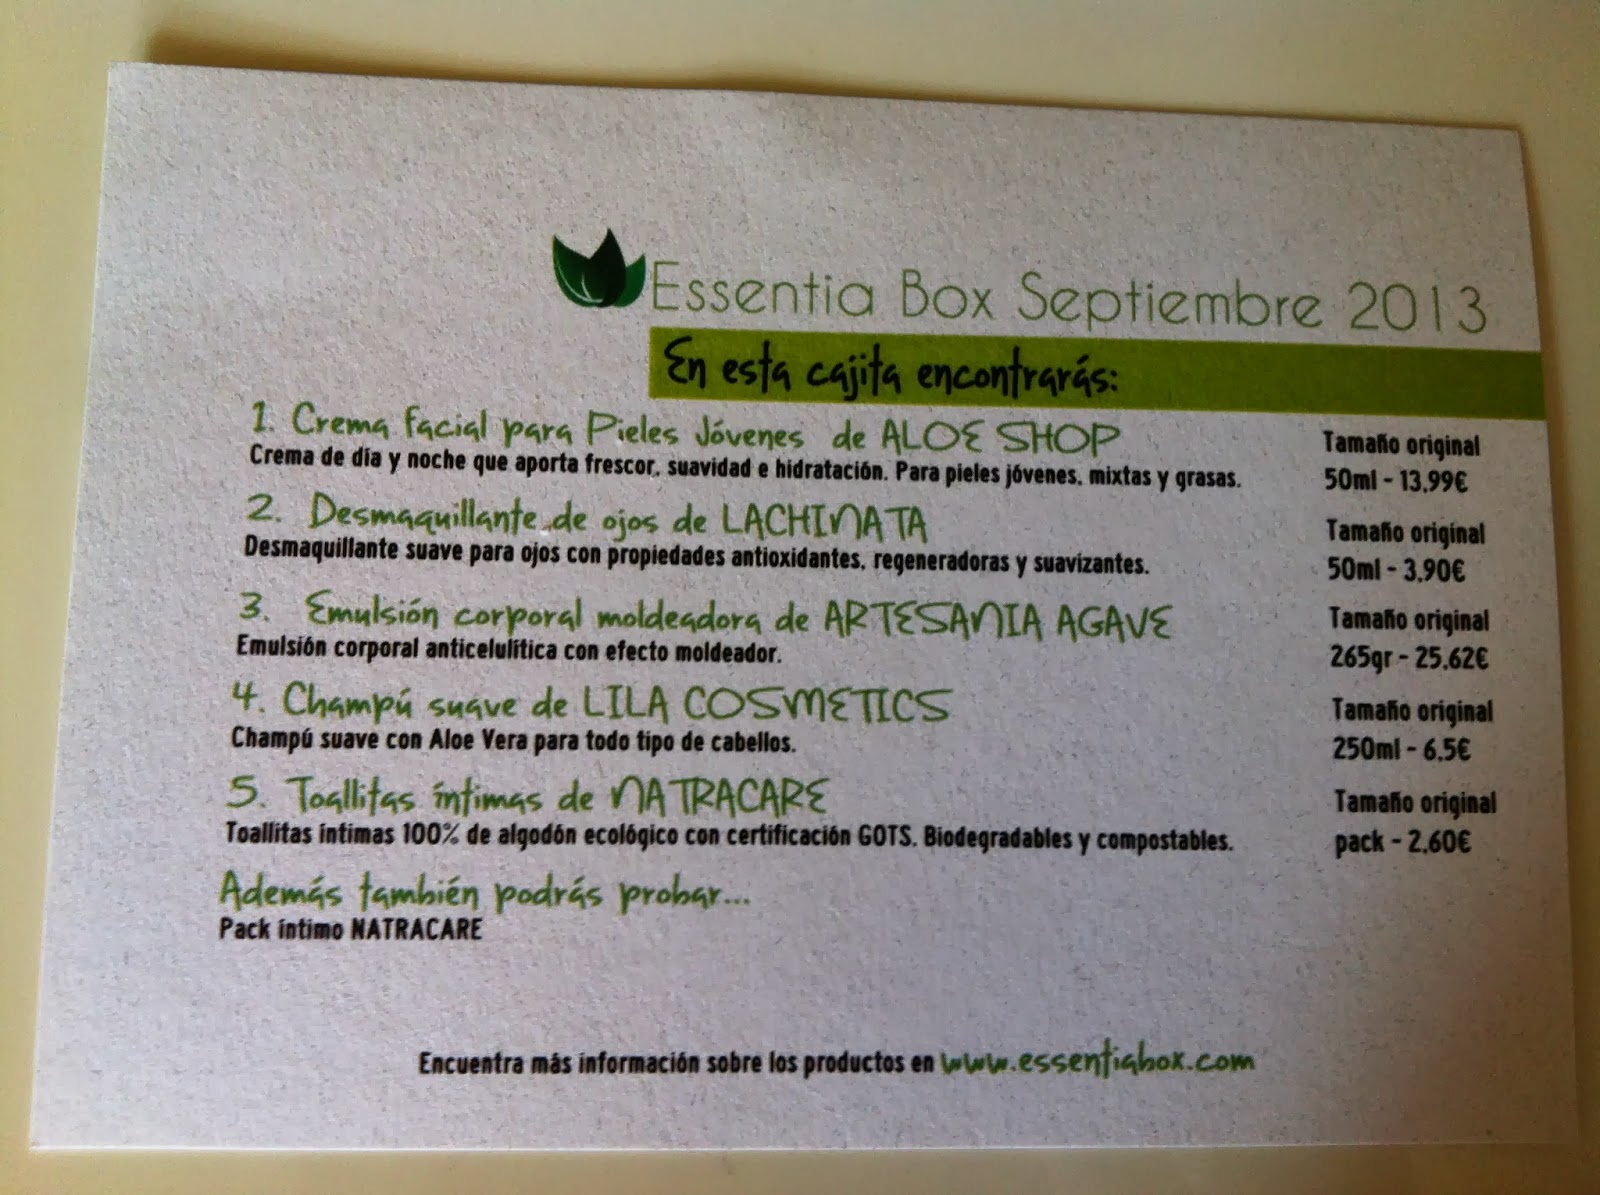 Essentia Box Septiembre 2013
En esta cajita encontrarás:
1. Crema facial para Pieles Jóvenes de ALOE SHOP
Crema de día y noche que aporta frescor, suavidad e hidratación. Para pieles jóvenes, mixtas y grasas.
Tamaño original
50ml - 13.99€
2. Desmaquillante de ojos de LACHINATA
Desmaquillante suave para ojos con propiedades antioxidantes, regeneradoras y suavizantes.
Tamaño original
50ml - 3.90€
3. Emulsión corporal moldeadora de ARTESANIA AGAVE
Emulsión corporal anticelulítica con efecto moldeador.
Tamaño original
265gr - 25.62€
4. Champú suave de LILA COSMETICS
Champú suave con Aloe Vera para todo tipo de cabellos.
Tamaño original
250ml - 6.5€
5. Toallitas íntimas de NATRACARE
Toallitas íntimas 100% de algodón ecológico con certificación GOTS. Biodegradables y compostables.
Tamaño original
pack - 2.60€
Además también podrás probar...
Pack íntimo NATRACARE
Encuentra más información sobre los productos en www.essentiabox.com